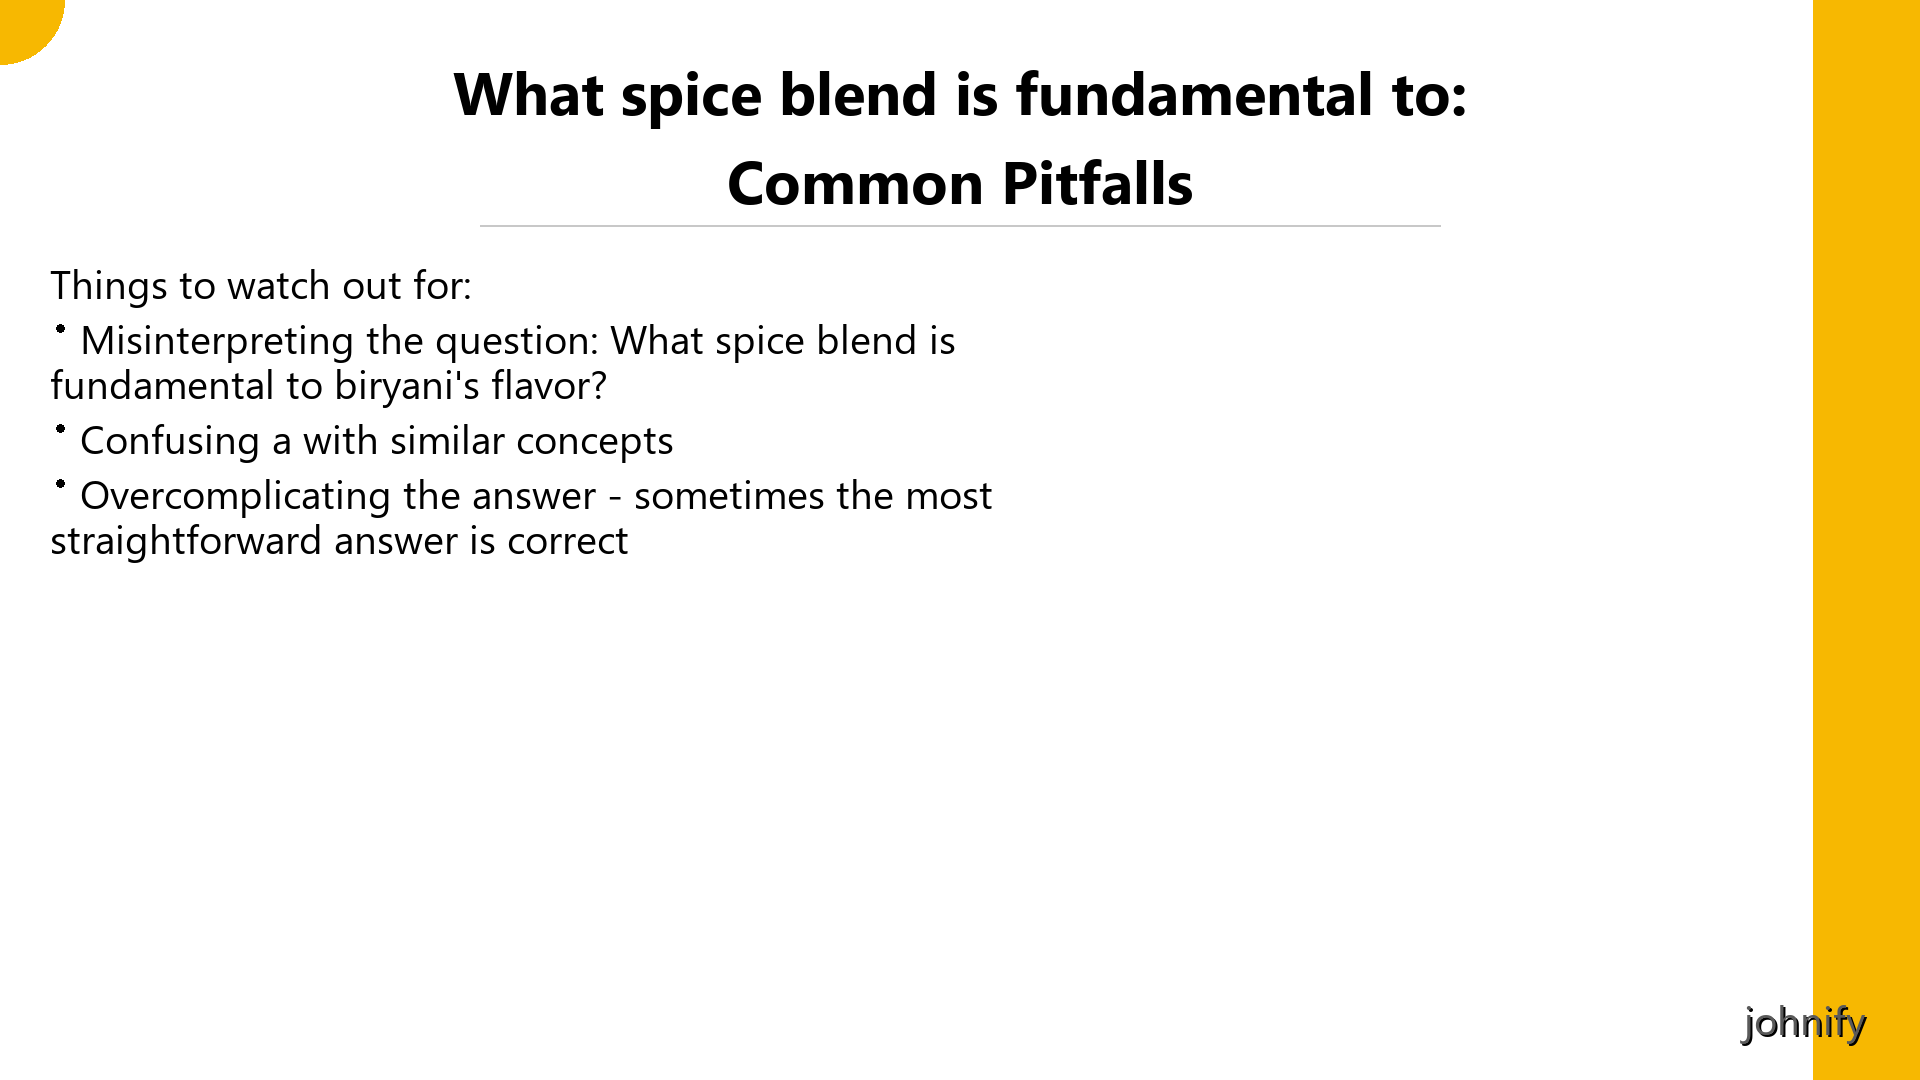 What spice blend is fundamental to:
Common Pitfalls
Things to watch out for:
• Misinterpreting the question: What spice blend is
fundamental to biryani's flavor?
• Confusing a with similar concepts
• Overcomplicating the answer - sometimes the most
straightforward answer is correct
johnify